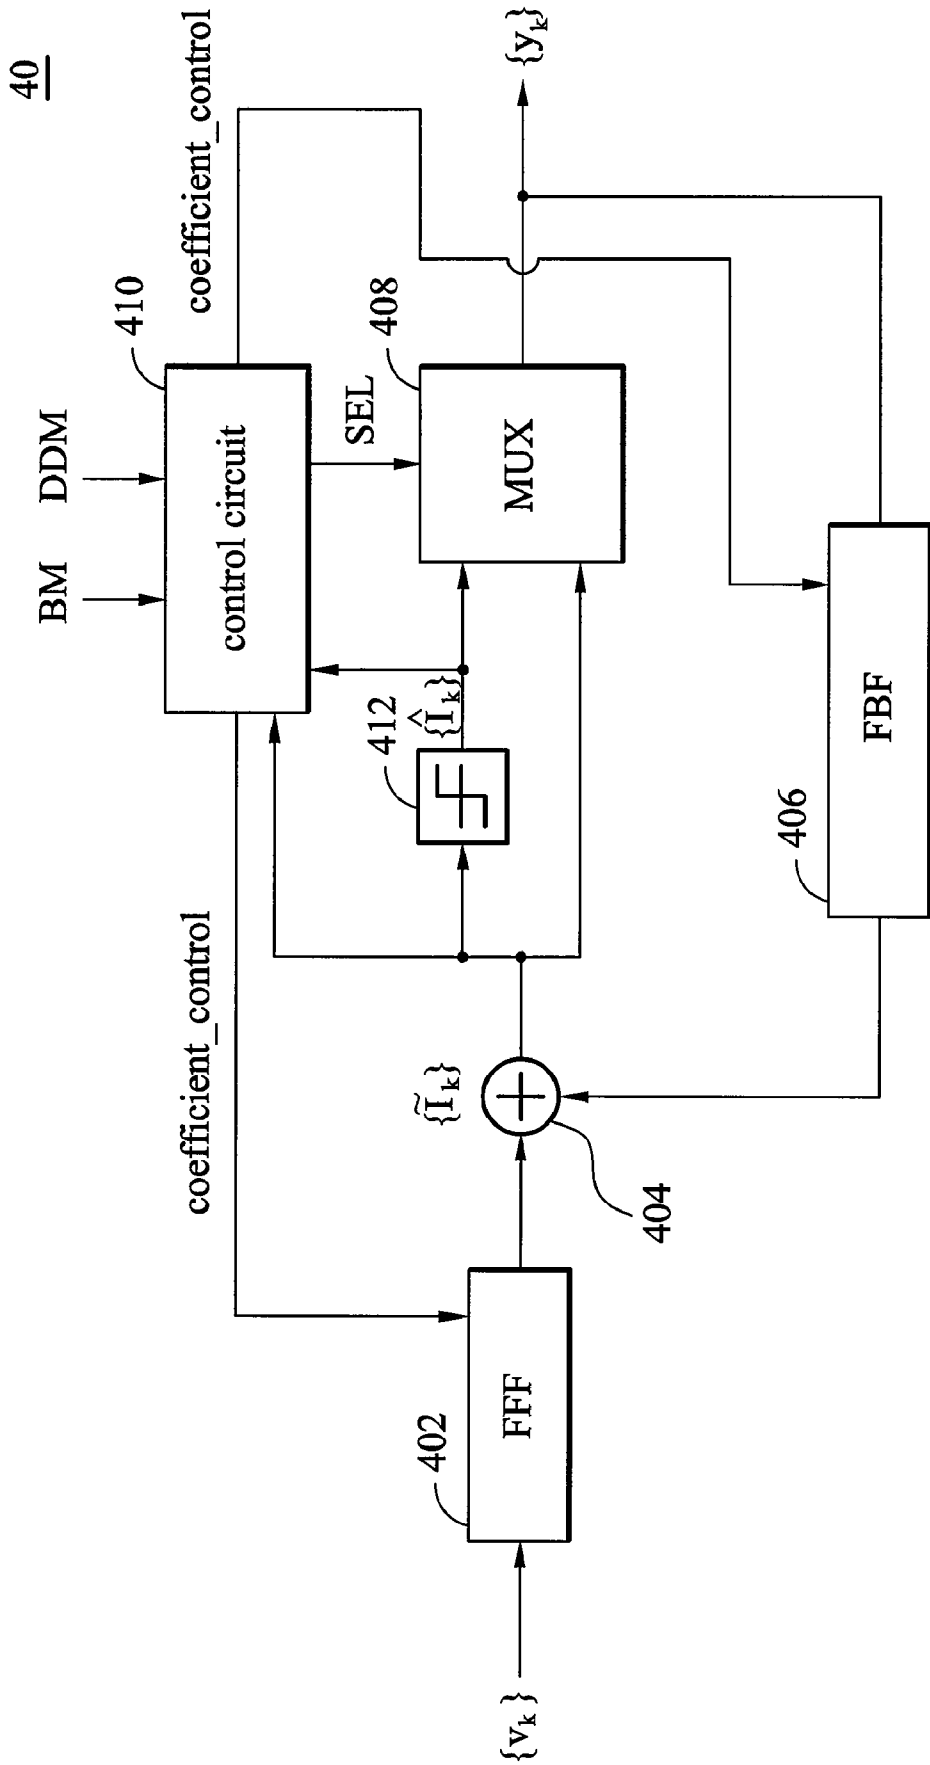 40
BM
DDM
410
control circuit
coefficient_control
coefficient_control
SEL
408
MUX
412
{Î_k}
{Ĩ_k}
{v_k}
402
FFF
404
{y_k}
406
FBF